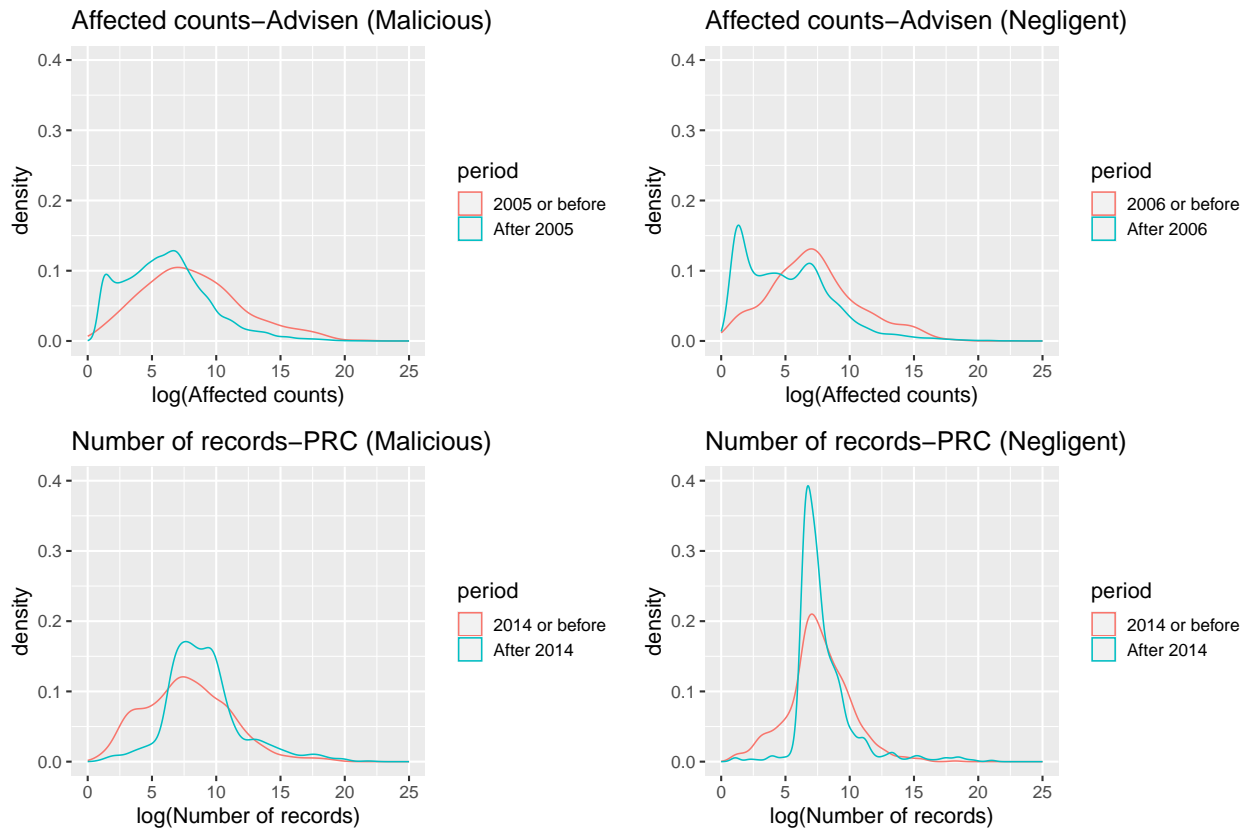 Affected counts−Advisen (Malicious)
0.4
0.3
0.2
0.1
0.0
density
0 5 10 15 20 25
log(Affected counts)
period
2005 or before
After 2005
Affected counts−Advisen (Negligent)
0.4
0.3
0.2
0.1
0.0
density
0 5 10 15 20 25
log(Affected counts)
period
2006 or before
After 2006
Number of records−PRC (Malicious)
0.4
0.3
0.2
0.1
0.0
density
0 5 10 15 20 25
log(Number of records)
period
2014 or before
After 2014
Number of records−PRC (Negligent)
0.4
0.3
0.2
0.1
0.0
density
0 5 10 15 20 25
log(Number of records)
period
2014 or before
After 2014